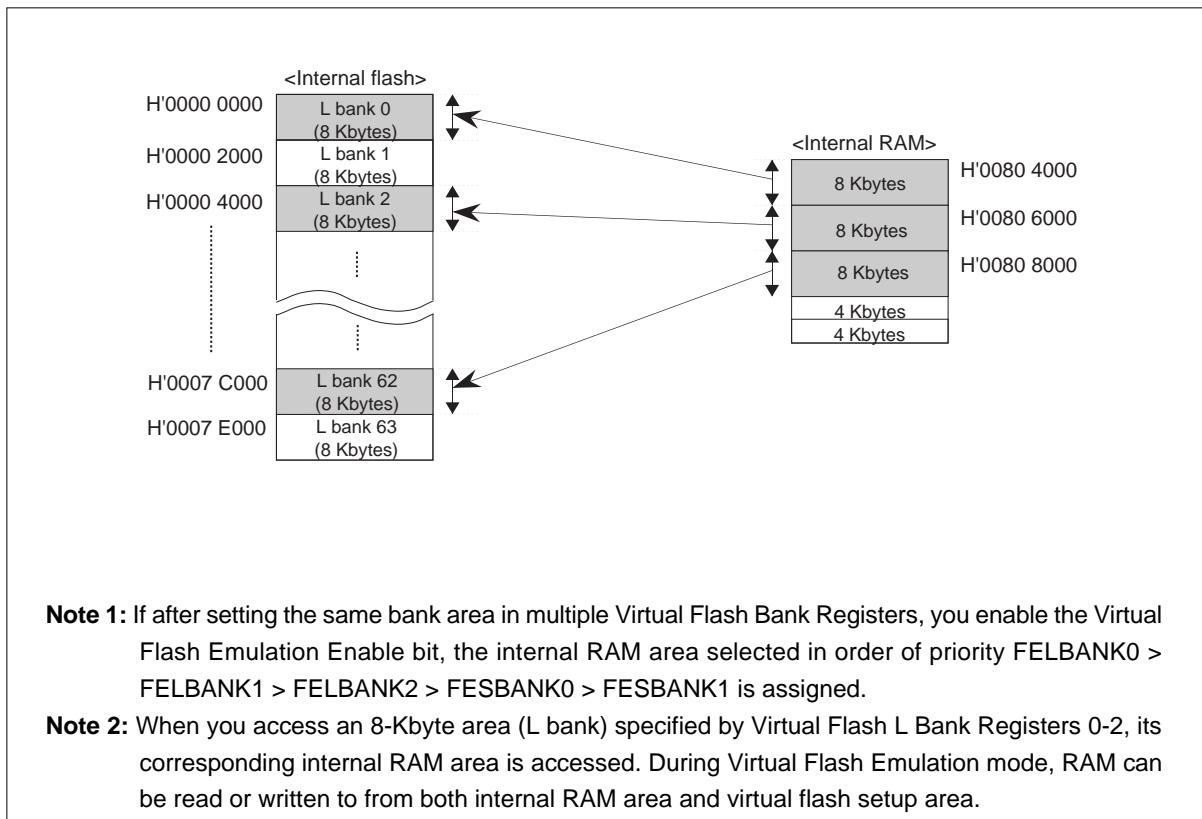 <Internal flash>
H'0000 0000
L bank 0
(8 Kbytes)
H'0000 2000
L bank 1
(8 Kbytes)
H'0000 4000
L bank 2
(8 Kbytes)
H'0007 C000
L bank 62
(8 Kbytes)
H'0007 E000
L bank 63
(8 Kbytes)
<Internal RAM>
8 Kbytes
H'0080 4000
8 Kbytes
H'0080 6000
8 Kbytes
H'0080 8000
4 Kbytes
4 Kbytes
Note 1: If after setting the same bank area in multiple Virtual Flash Bank Registers, you enable the Virtual
Flash Emulation Enable bit, the internal RAM area selected in order of priority FELBANK0 >
FELBANK1 > FELBANK2 > FESBANK0 > FESBANK1 is assigned.
Note 2: When you access an 8-Kbyte area (L bank) specified by Virtual Flash L Bank Registers 0-2, its
corresponding internal RAM area is accessed. During Virtual Flash Emulation mode, RAM can
be read or written to from both internal RAM area and virtual flash setup area.